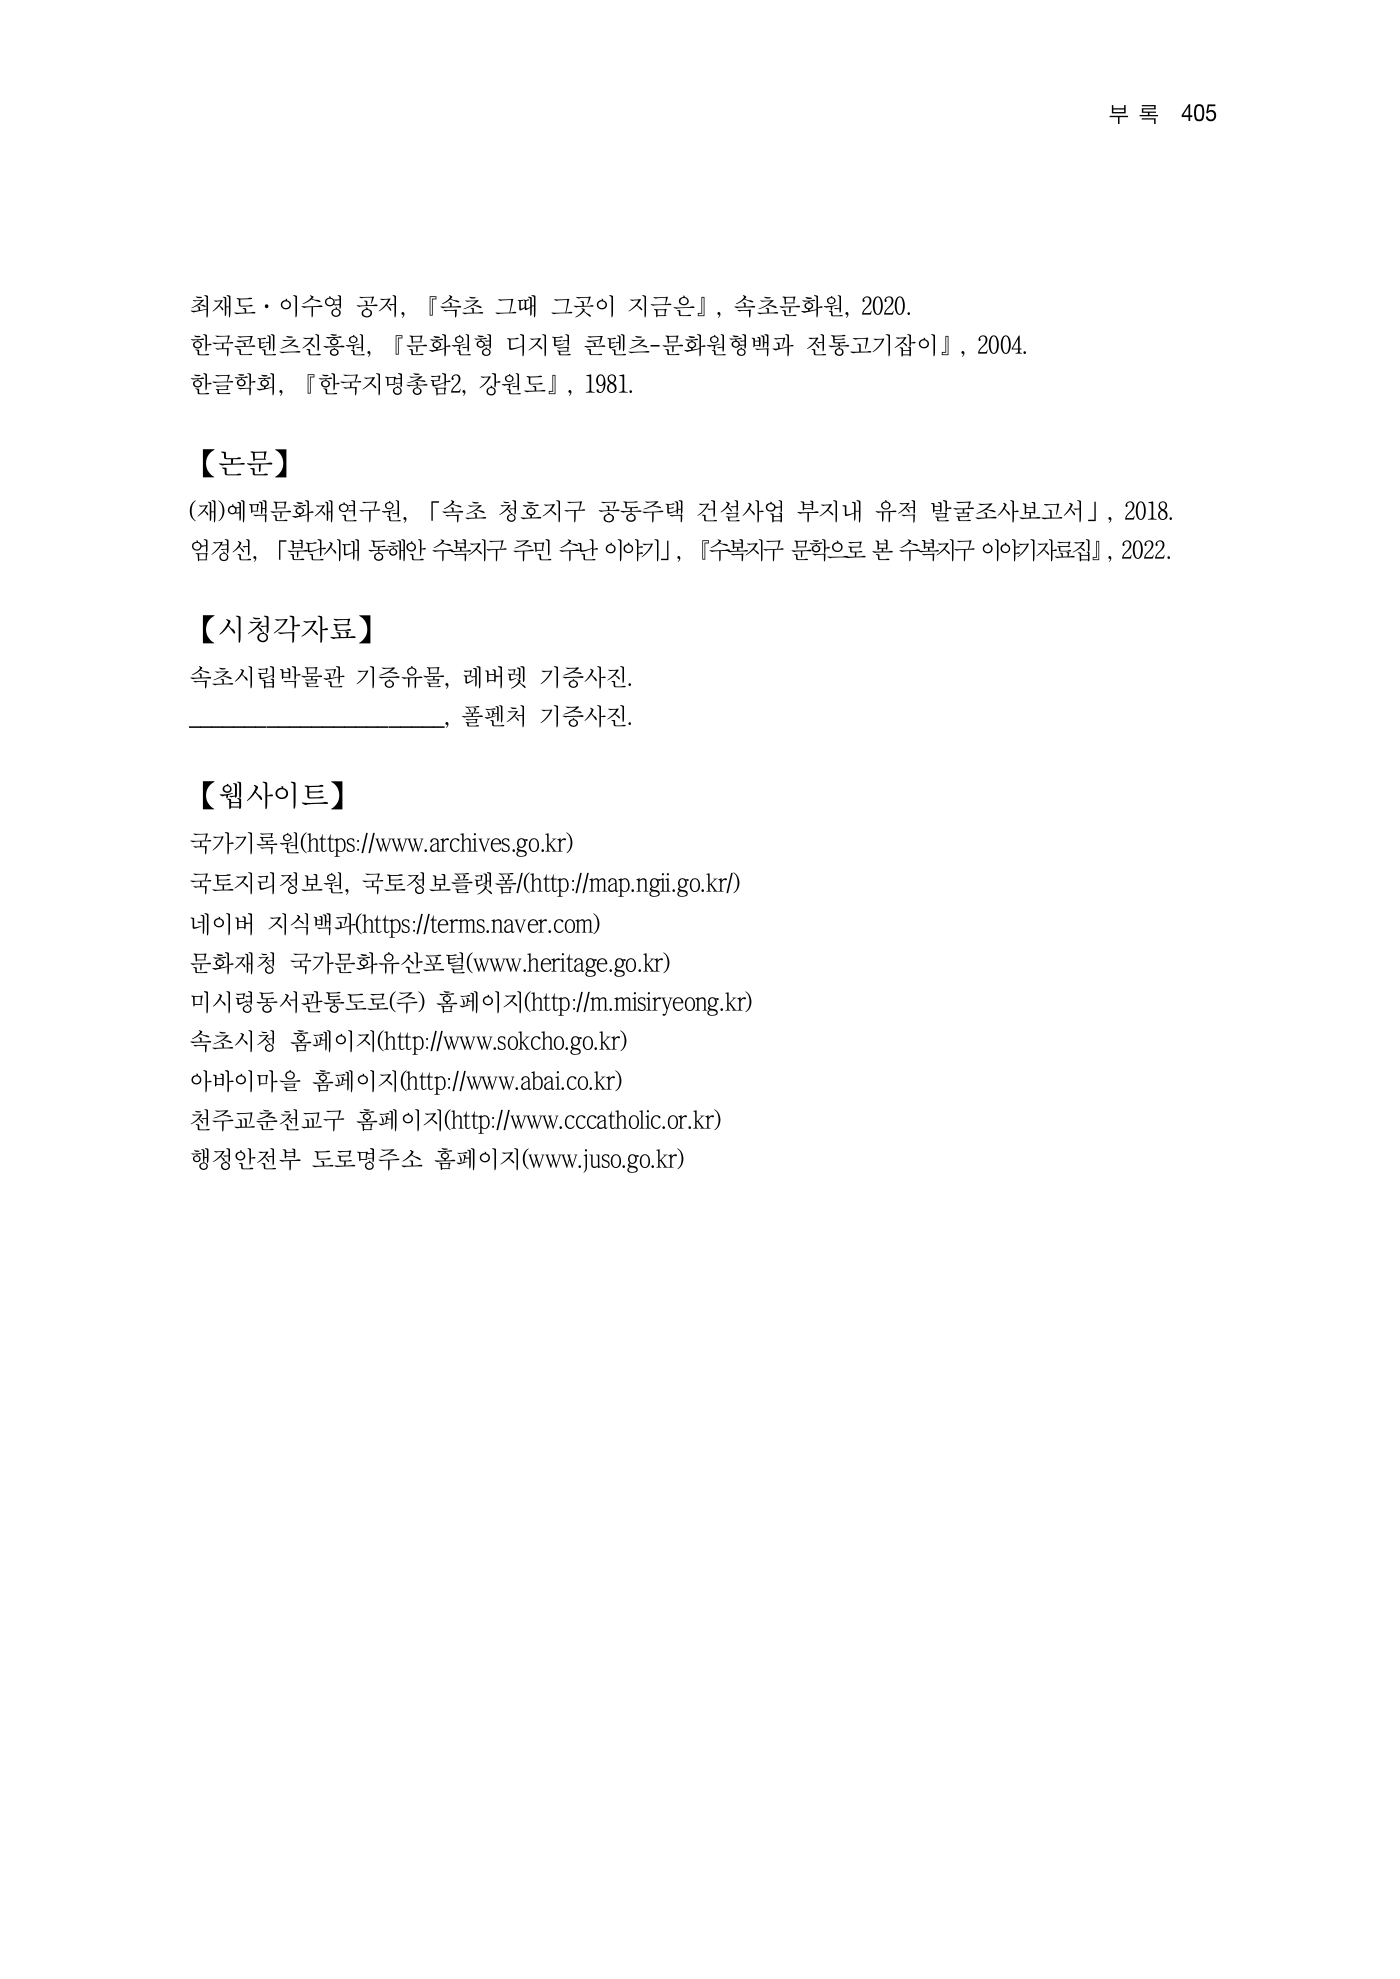 부 록 405
최재도·이수영 공저, 『속초 그때 그곳이 지금은』, 속초문화원, 2020.
한국콘텐츠진흥원, 『문화원형 디지털 콘텐츠-문화원형백과 전통고기잡이』, 2004.
한글학회, 『한국지명총람2, 강원도』, 1981.
【논문】
(재)예맥문화재연구원, 「속초 청호지구 공동주택 건설사업 부지내 유적 발굴조사보고서」, 2018.
엄경선, 「분단시대 동해안 수복지구 주민 수난 이야기」, 『수복지구 문학으로 본 수복지구 이야기자료집』, 2022.
【시청각자료】
속초시립박물관 기증유물, 레버렛 기증사진.
_______________________, 폴펜처 기증사진.
【웹사이트】
국가기록원(https://www.archives.go.kr)
국토지리정보원, 국토정보플랫폼/(http://map.ngii.go.kr/)
네이버 지식백과(https://terms.naver.com)
문화재청 국가문화유산포털(www.heritage.go.kr)
미시령동서관통도로(주) 홈페이지(http://m.misiryeong.kr)
속초시청 홈페이지(http://www.sokcho.go.kr)
아바이마을 홈페이지(http://www.abai.co.kr)
천주교춘천교구 홈페이지(http://www.cccatholic.or.kr)
행정안전부 도로명주소 홈페이지(www.juso.go.kr)